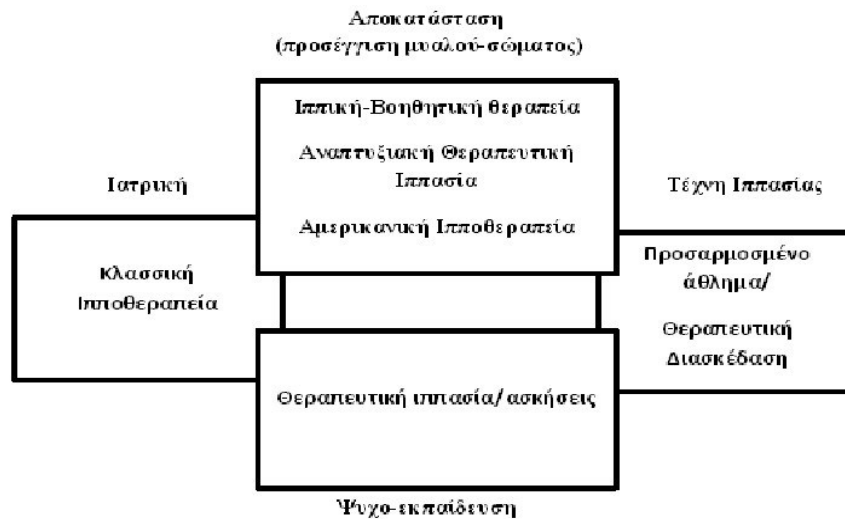 Αποκατάσταση
(προσέγγιση μυαλού-σώματος)
Ιππική-Βοηθητική θεραπεία
Αναπτυξιακή Θεραπευτική
Ιππασία
Αμερικανική Ιπποθεραπεία
Ιατρική
Κλασσική
Ιπποθεραπεία
Τέχνη Ιππασίας
Προσαρμοσμένο
άθλημα/
Θεραπευτική
Διασκέδαση
Θεραπευτική ιππασία/ασκήσεις
Ψυχο-εκπαίδευση